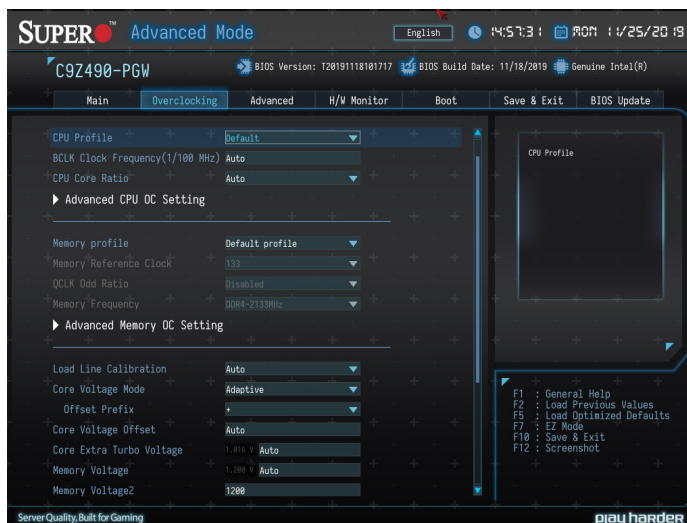 SUPER™ Advanced Mode
English
14:57:31 MON 11/25/2019
C9Z490-PGW
BIOS Version: T20191118101717 BIOS Build Date: 11/18/2019 Genuine Intel(R)
Main Overclocking Advanced H/W Monitor Boot Save & Exit BIOS Update
CPU Profile Default
BCLK Clock Frequency(1/100 MHz) Auto
CPU Core Ratio Auto
Advanced CPU OC Setting
Memory profile Default profile
Memory Reference Clock 133
QCLK Odd Ratio Disabled
Memory Frequency DDR4-2133MHz
Advanced Memory OC Setting
Load Line Calibration Auto
Core Voltage Mode Adaptive
Offset Prefix +
Core Voltage Offset Auto
Core Extra Turbo Voltage 1.016 V Auto
Memory Voltage 1.200 V Auto
Memory Voltage2 1200
CPU Profile
F1 : General Help
F2 : Load Previous Values
F5 : Load Optimized Defaults
F7 : EZ Mode
F10 : Save & Exit
F12 : Screenshot
Server Quality, Built for Gaming
play harder